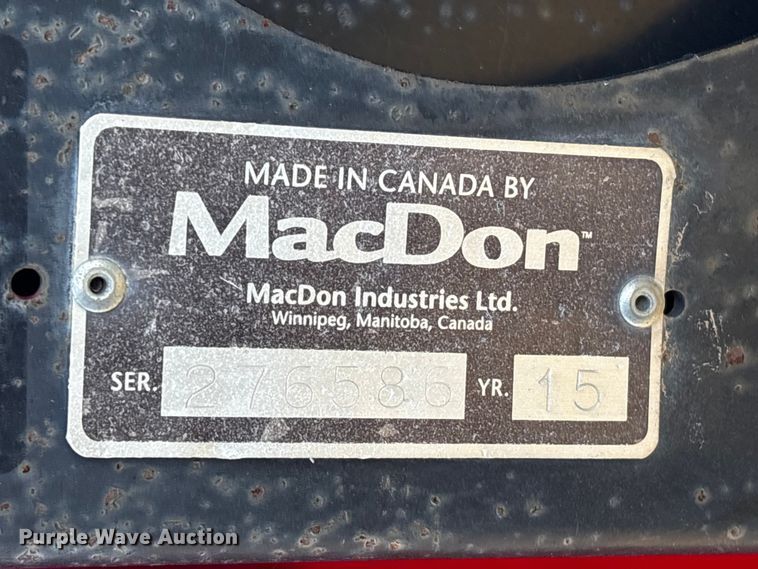 MADE IN CANADA BY
MacDon™
MacDon Industries Ltd.
Winnipeg, Manitoba, Canada
SER. 276586 YR. 15
Purple Wave Auction